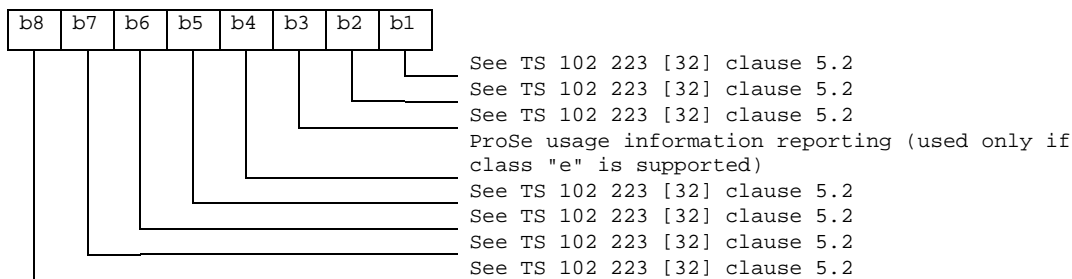 b8 b7 b6 b5 b4 b3 b2 b1
See TS 102 223 [32] clause 5.2
See TS 102 223 [32] clause 5.2
See TS 102 223 [32] clause 5.2
ProSe usage information reporting (used only if
class "e" is supported)
See TS 102 223 [32] clause 5.2
See TS 102 223 [32] clause 5.2
See TS 102 223 [32] clause 5.2
See TS 102 223 [32] clause 5.2